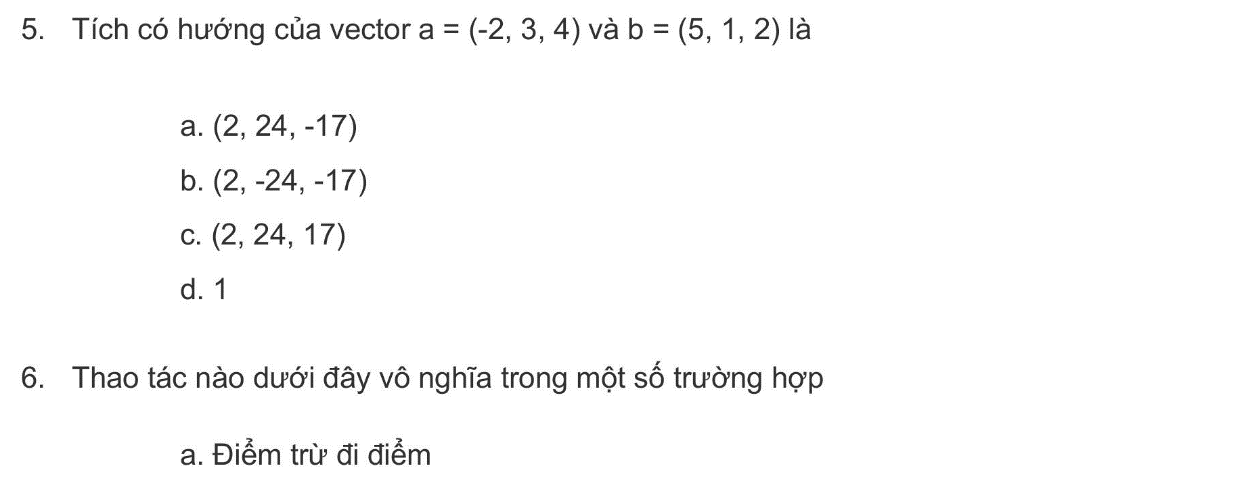 5. Tích có hướng của vector a = (-2, 3, 4) và b = (5, 1, 2) là
a. (2, 24, -17)
b. (2, -24, -17)
c. (2, 24, 17)
d. 1
6. Thao tác nào dưới đây vô nghĩa trong một số trường hợp
a. Điểm trừ đi điểm